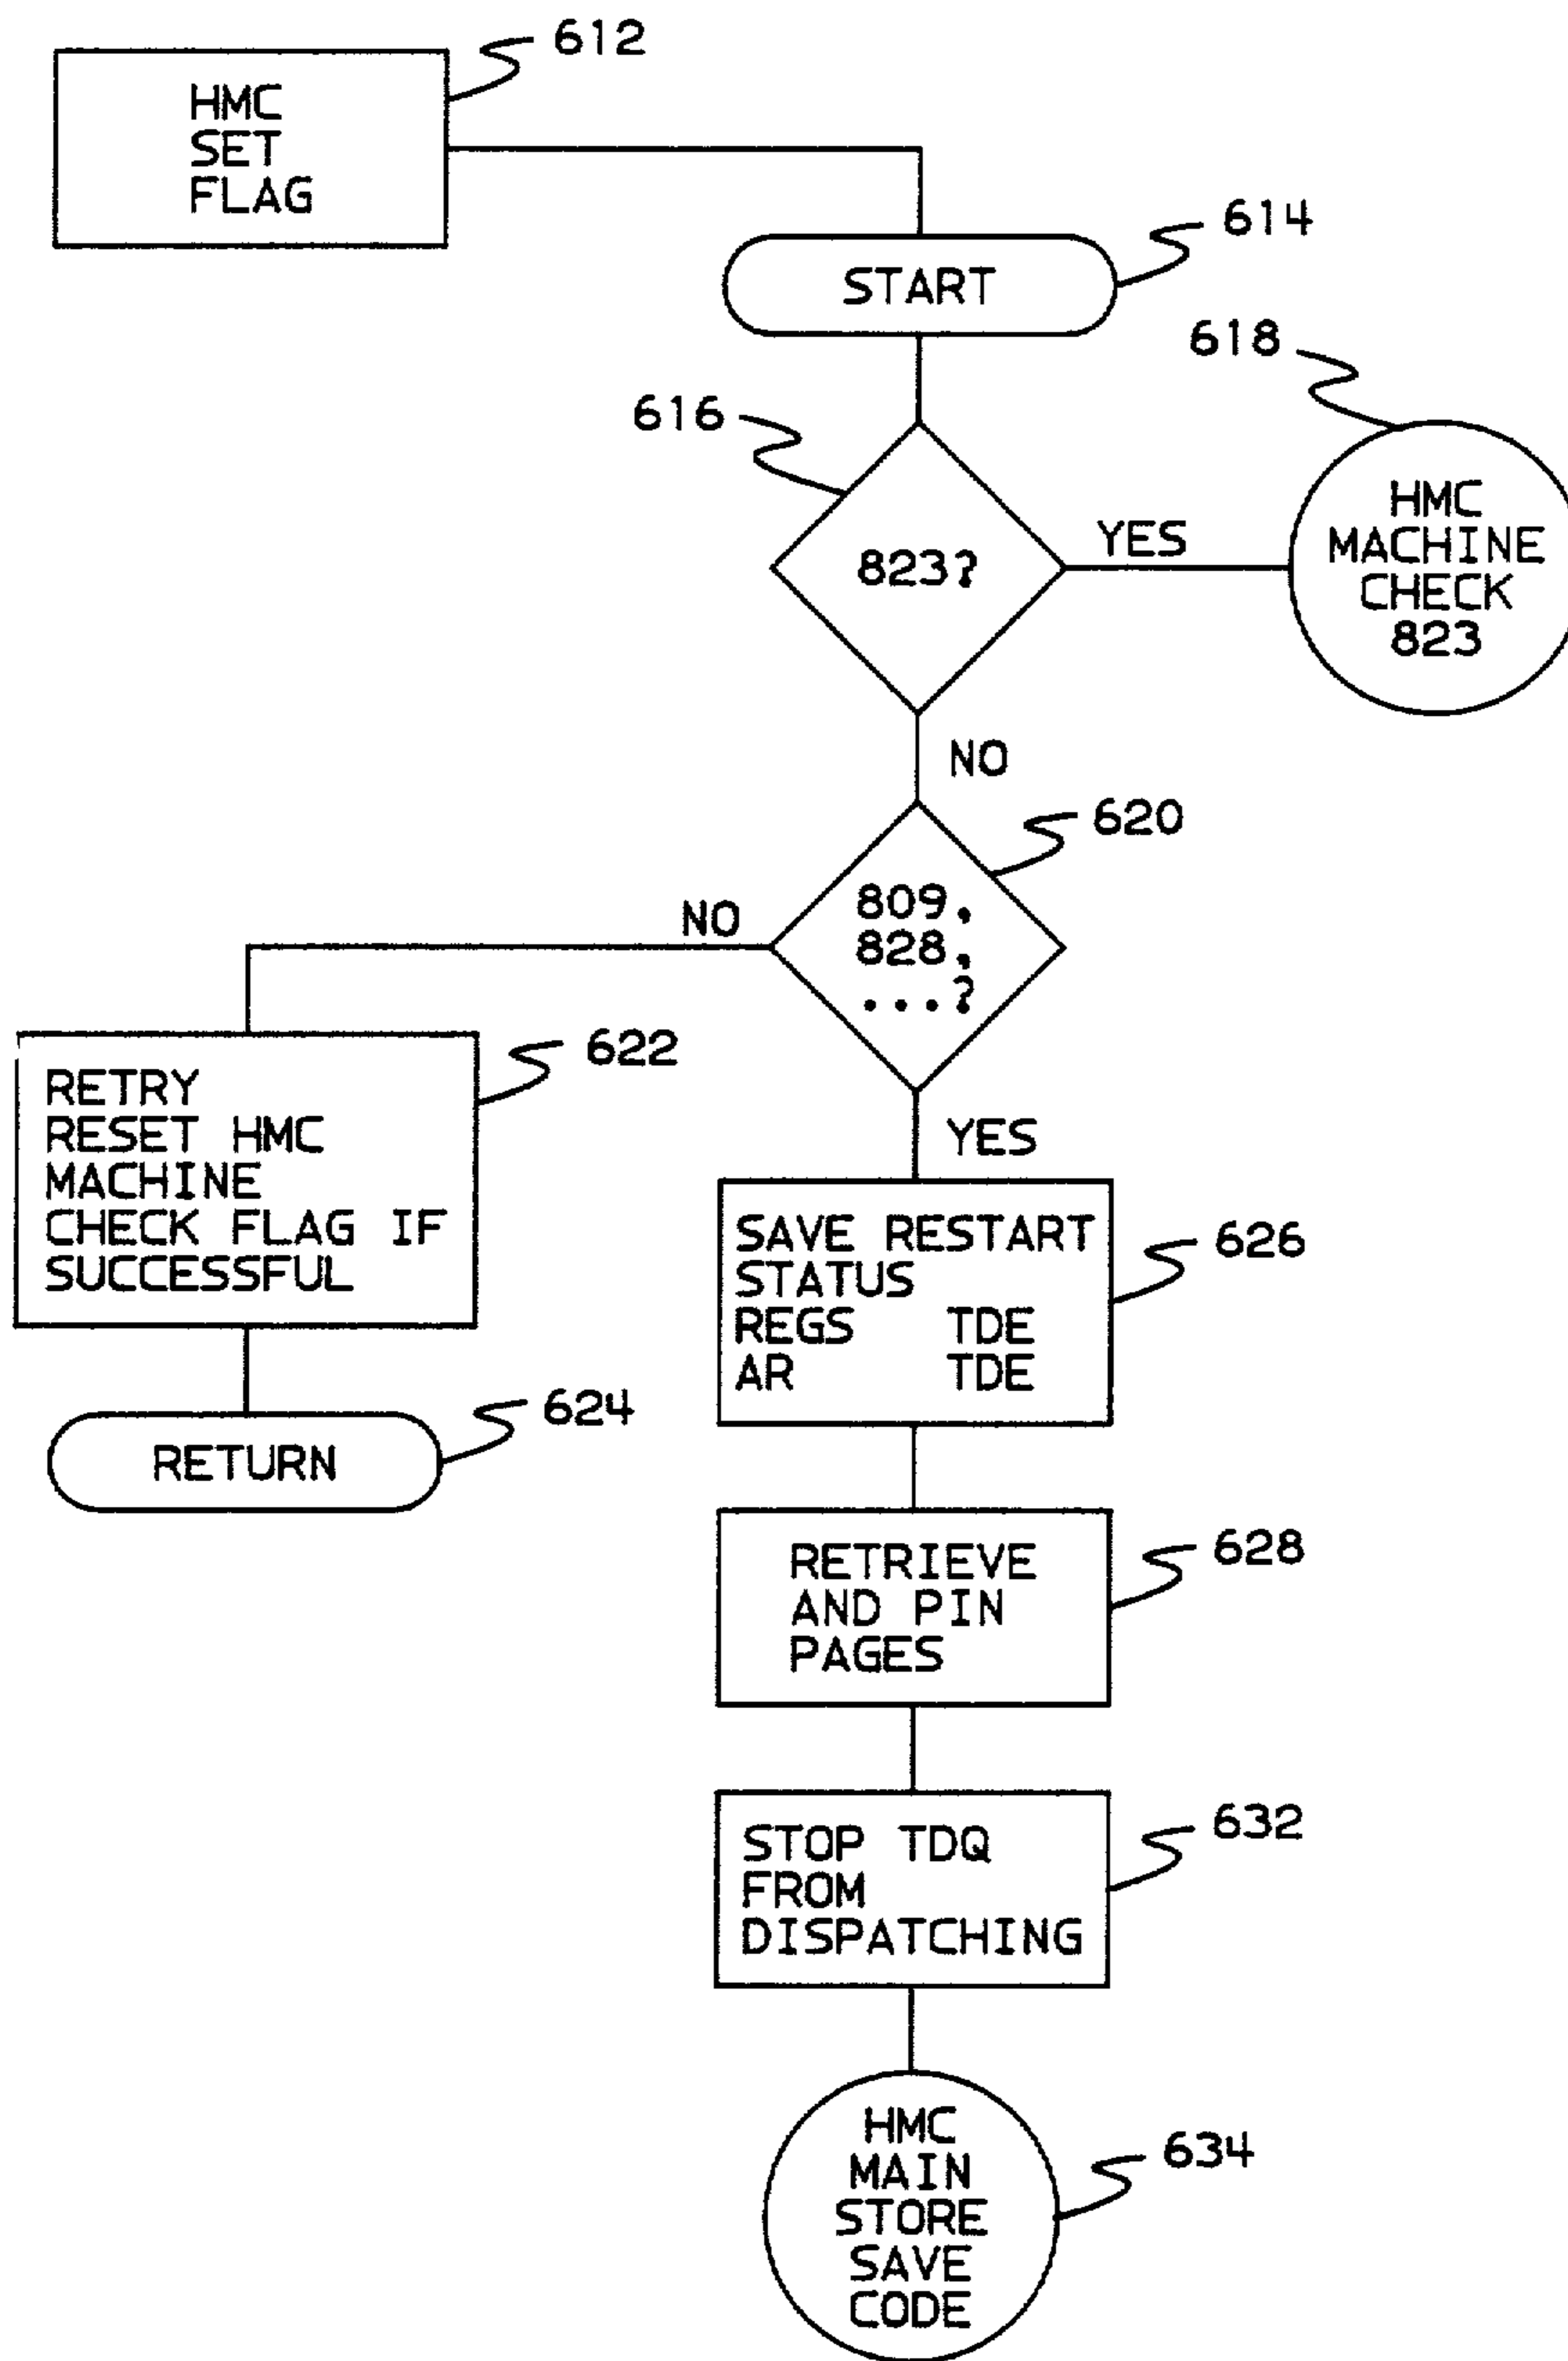 612
HMC
SET
FLAG
614
START
618
616
823?
YES
HMC
MACHINE
CHECK
823
NO
620
NO
809,
828,
...?
622
RETRY
RESET HMC
MACHINE
CHECK FLAG IF
SUCCESSFUL
YES
624
RETURN
626
SAVE RESTART
STATUS
REGS TDE
AR TDE
628
RETRIEVE
AND PIN
PAGES
632
STOP TDQ
FROM
DISPATCHING
634
HMC
MAIN
STORE
SAVE
CODE